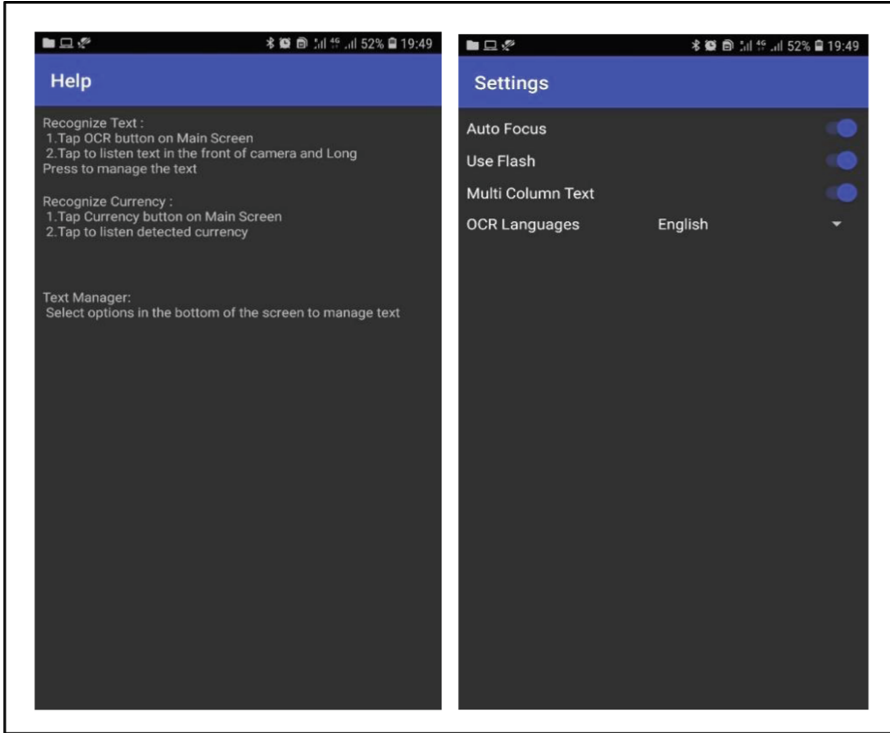 52% 19:49
Help
Recognize Text :
1.Tap OCR button on Main Screen
2.Tap to listen text in the front of camera and Long
Press to manage the text
Recognize Currency :
1.Tap Currency button on Main Screen
2.Tap to listen detected currency
Text Manager:
Select options in the bottom of the screen to manage text
52% 19:49
Settings
Auto Focus
Use Flash
Multi Column Text
OCR Languages English